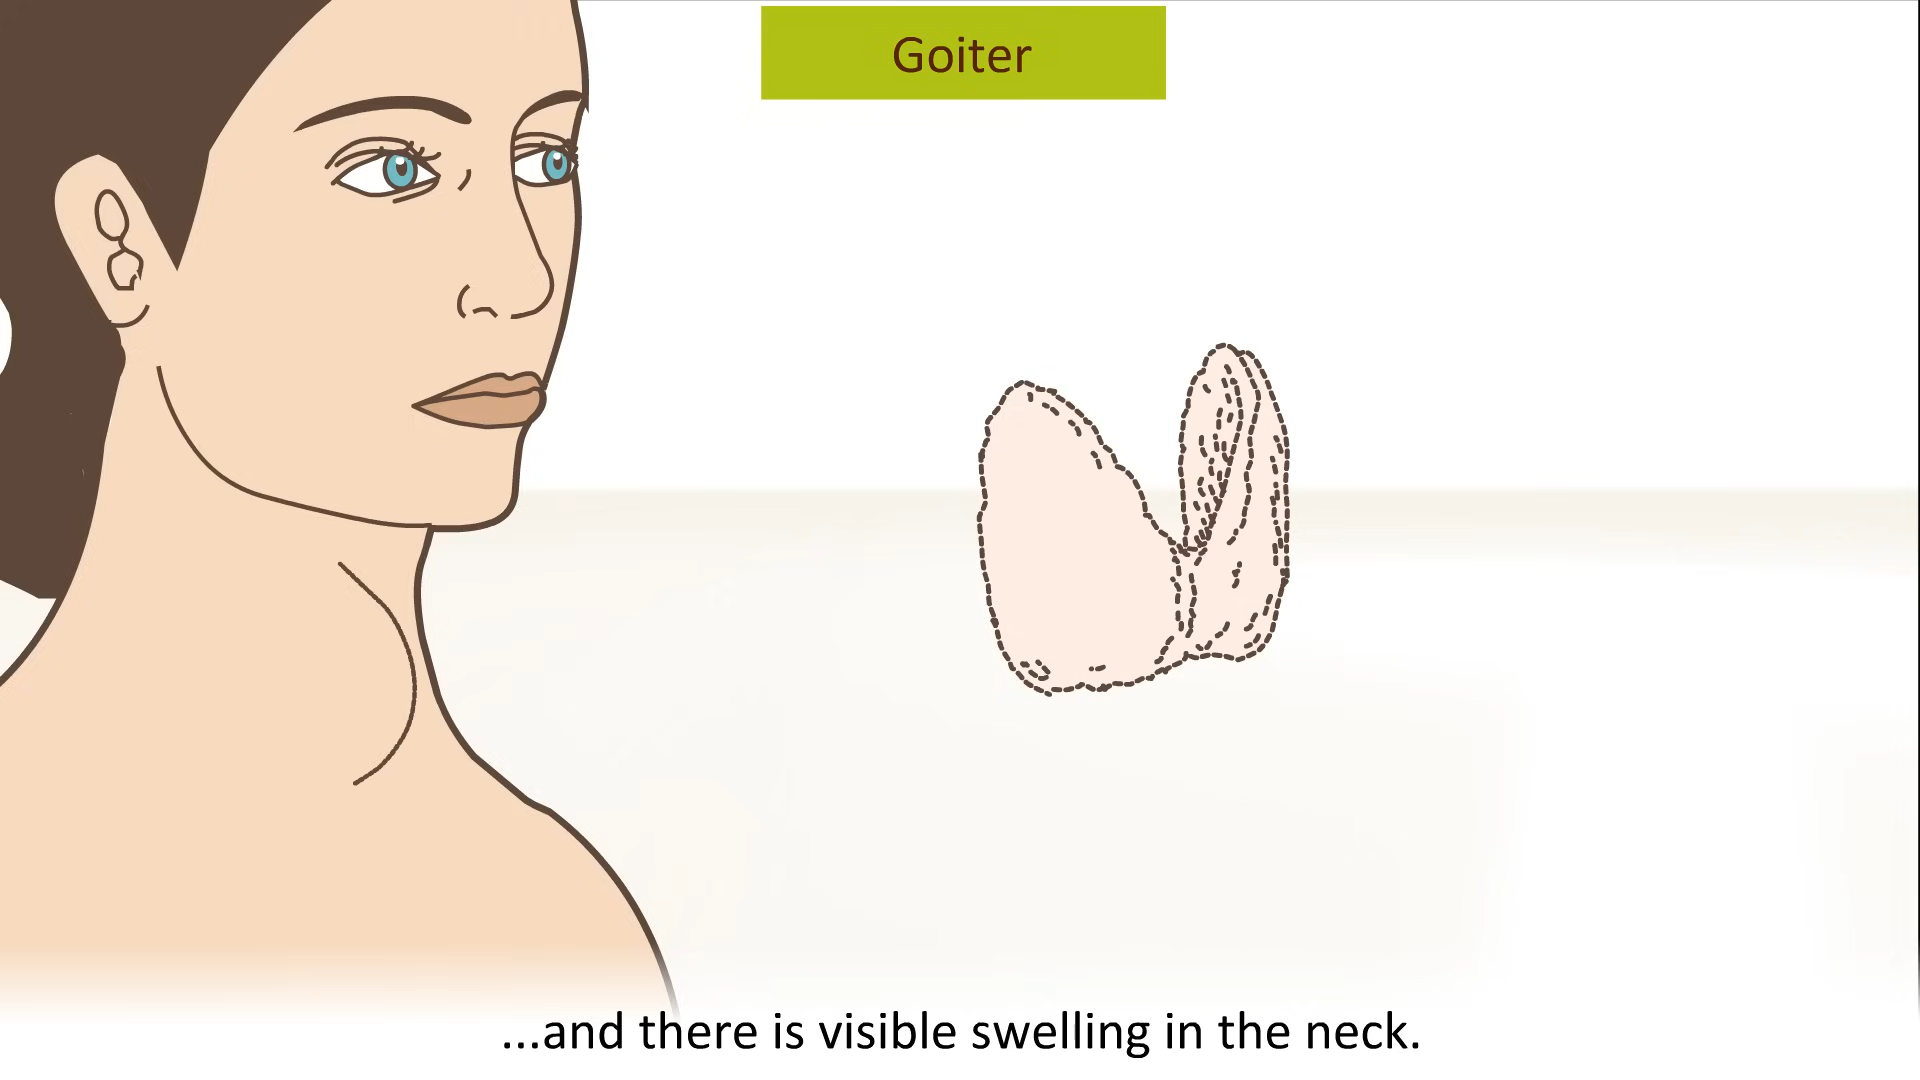 Goiter
...and there is visible swelling in the neck.